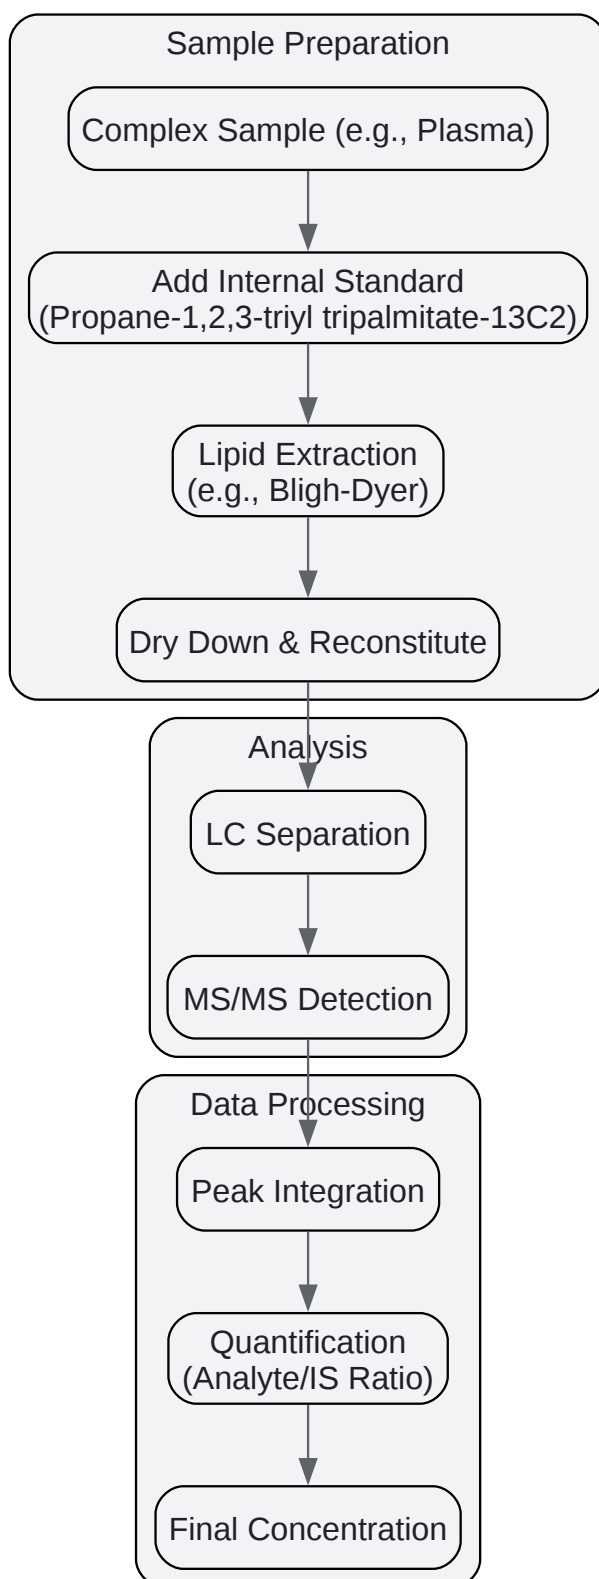 Sample Preparation
Complex Sample (e.g., Plasma)
Add Internal Standard
(Propane-1,2,3-triyl tripalmitate-13C2)
Lipid Extraction
(e.g., Bligh-Dyer)
Dry Down & Reconstitute
Analysis
LC Separation
MS/MS Detection
Data Processing
Peak Integration
Quantification
(Analyte/IS Ratio)
Final Concentration